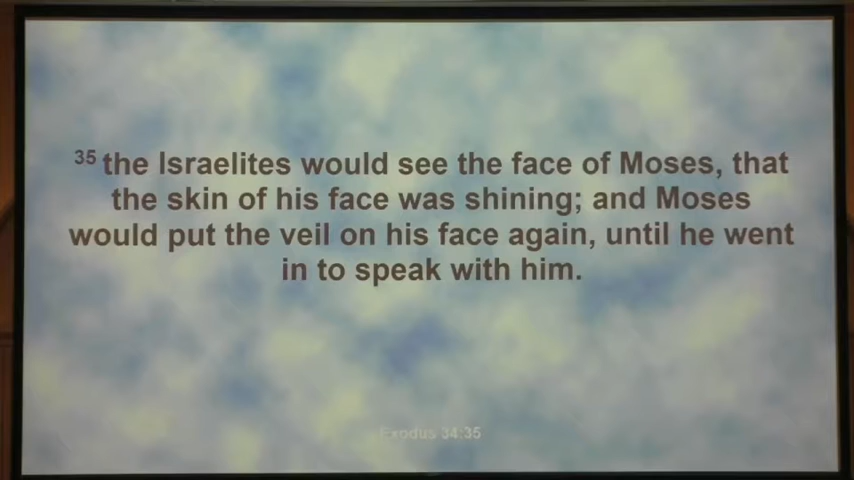 35 the Israelites would see the face of Moses, that
the skin of his face was shining; and Moses
would put the veil on his face again, until he went
in to speak with him.
Exodus 34:35